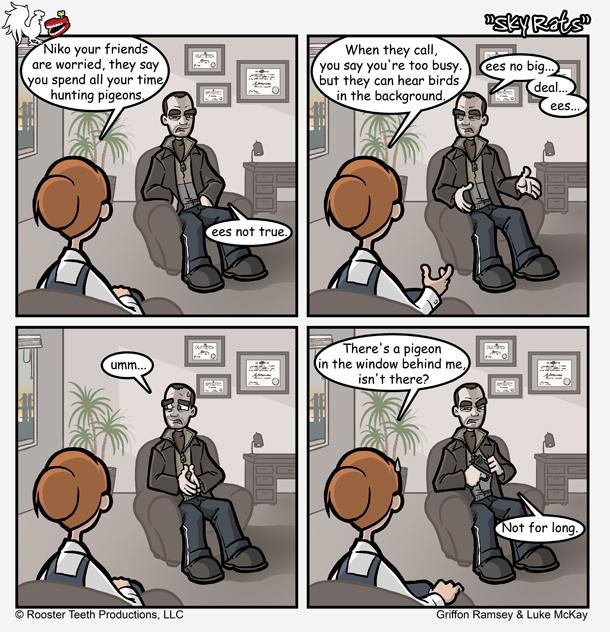 "Sky Rats"
Niko your friends
are worried, they say
you spend all your time
hunting pigeons.
ees not true.
When they call,
you say you're too busy.
but they can hear birds
in the background.
ees no big...
deal...
ees...
umm...
There's a pigeon
in the window behind me,
isn't there?
Not for long.
© Rooster Teeth Productions, LLC
Griffon Ramsey & Luke McKay